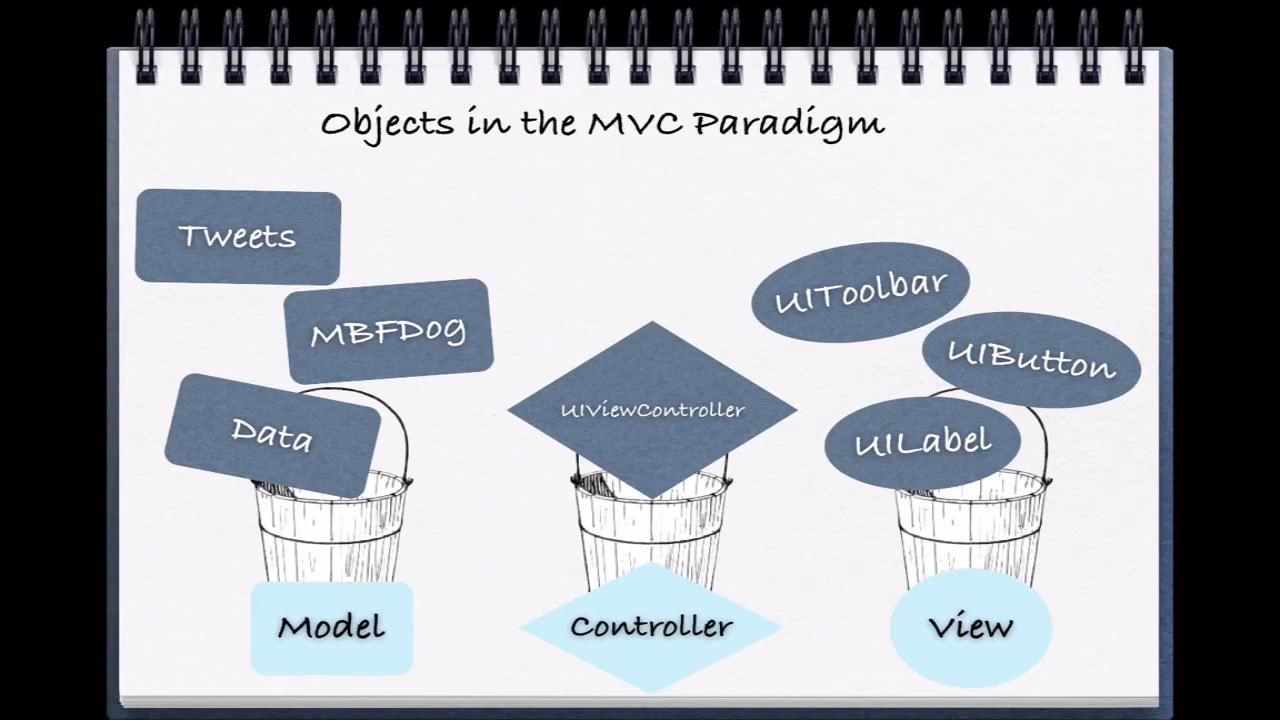 Objects in the MVC Paradigm
Tweets
MBFDog
Data
UIViewController
UIToolbar
UIButton
UILabel
Model
Controller
View